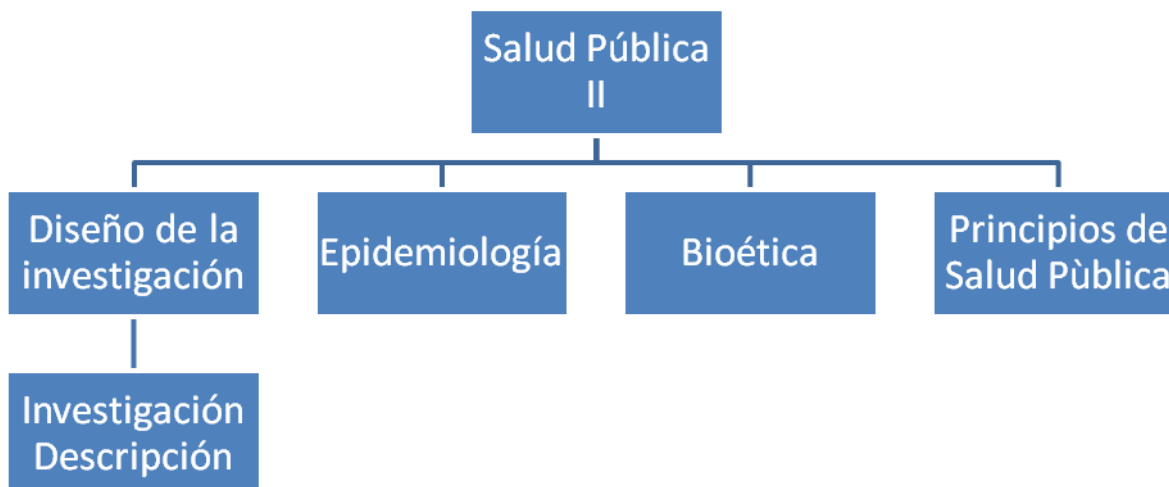 Salud Pública
II
Diseño de la
investigación
Epidemiología
Bioética
Principios de
Salud Pùblica
Investigación
Descripción